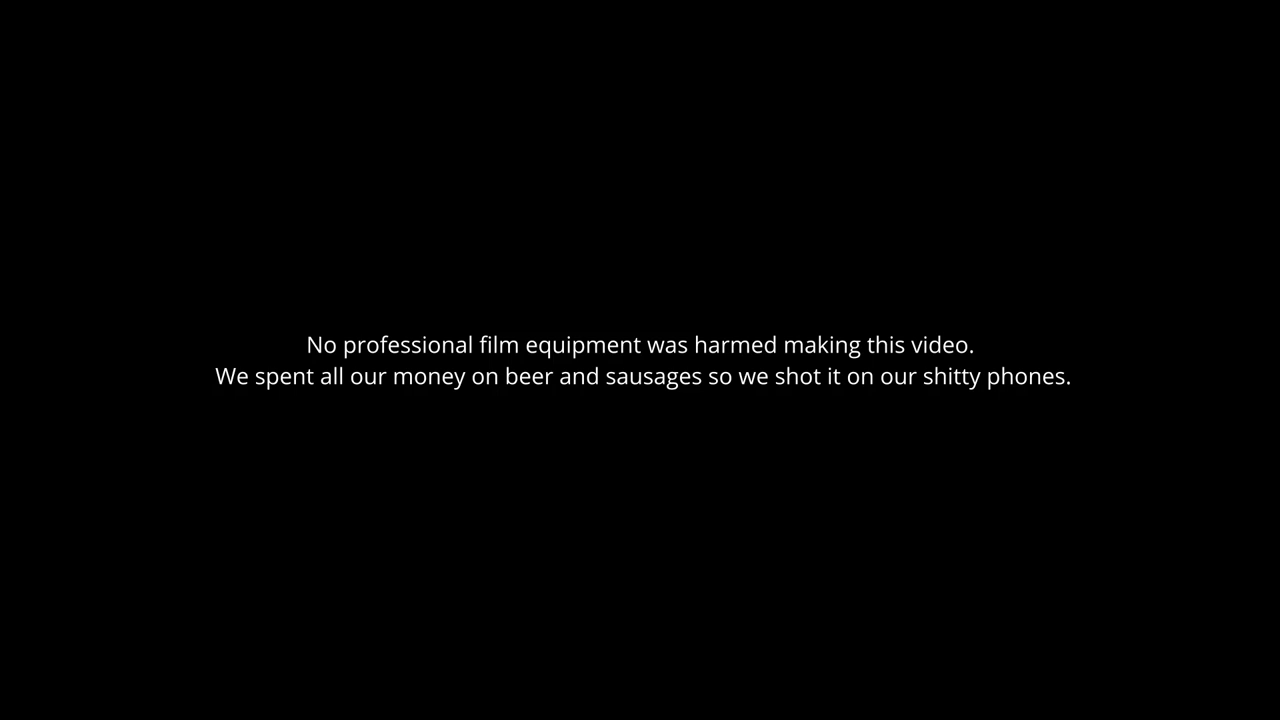 No professional film equipment was harmed making this video.
We spent all our money on beer and sausages so we shot it on our shitty phones.